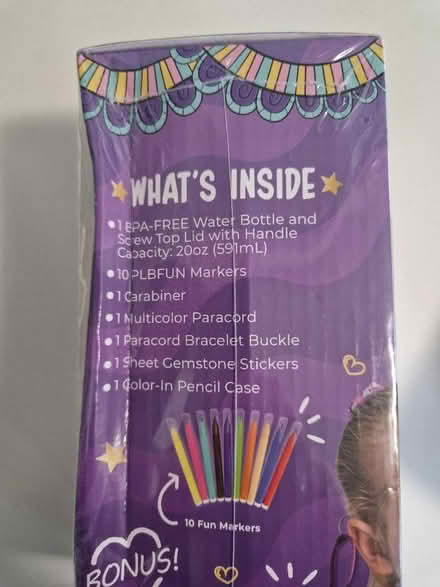 WHAT'S INSIDE
1 BPA-FREE Water Bottle and
Screw Top Lid with Handle
Capacity: 20oz (591mL)
10 PLBFUN Markers
1 Carabiner
1 Multicolor Paracord
1 Paracord Bracelet Buckle
1 Sheet Gemstone Stickers
1 Color-In Pencil Case
10 Fun Markers
BONUS!